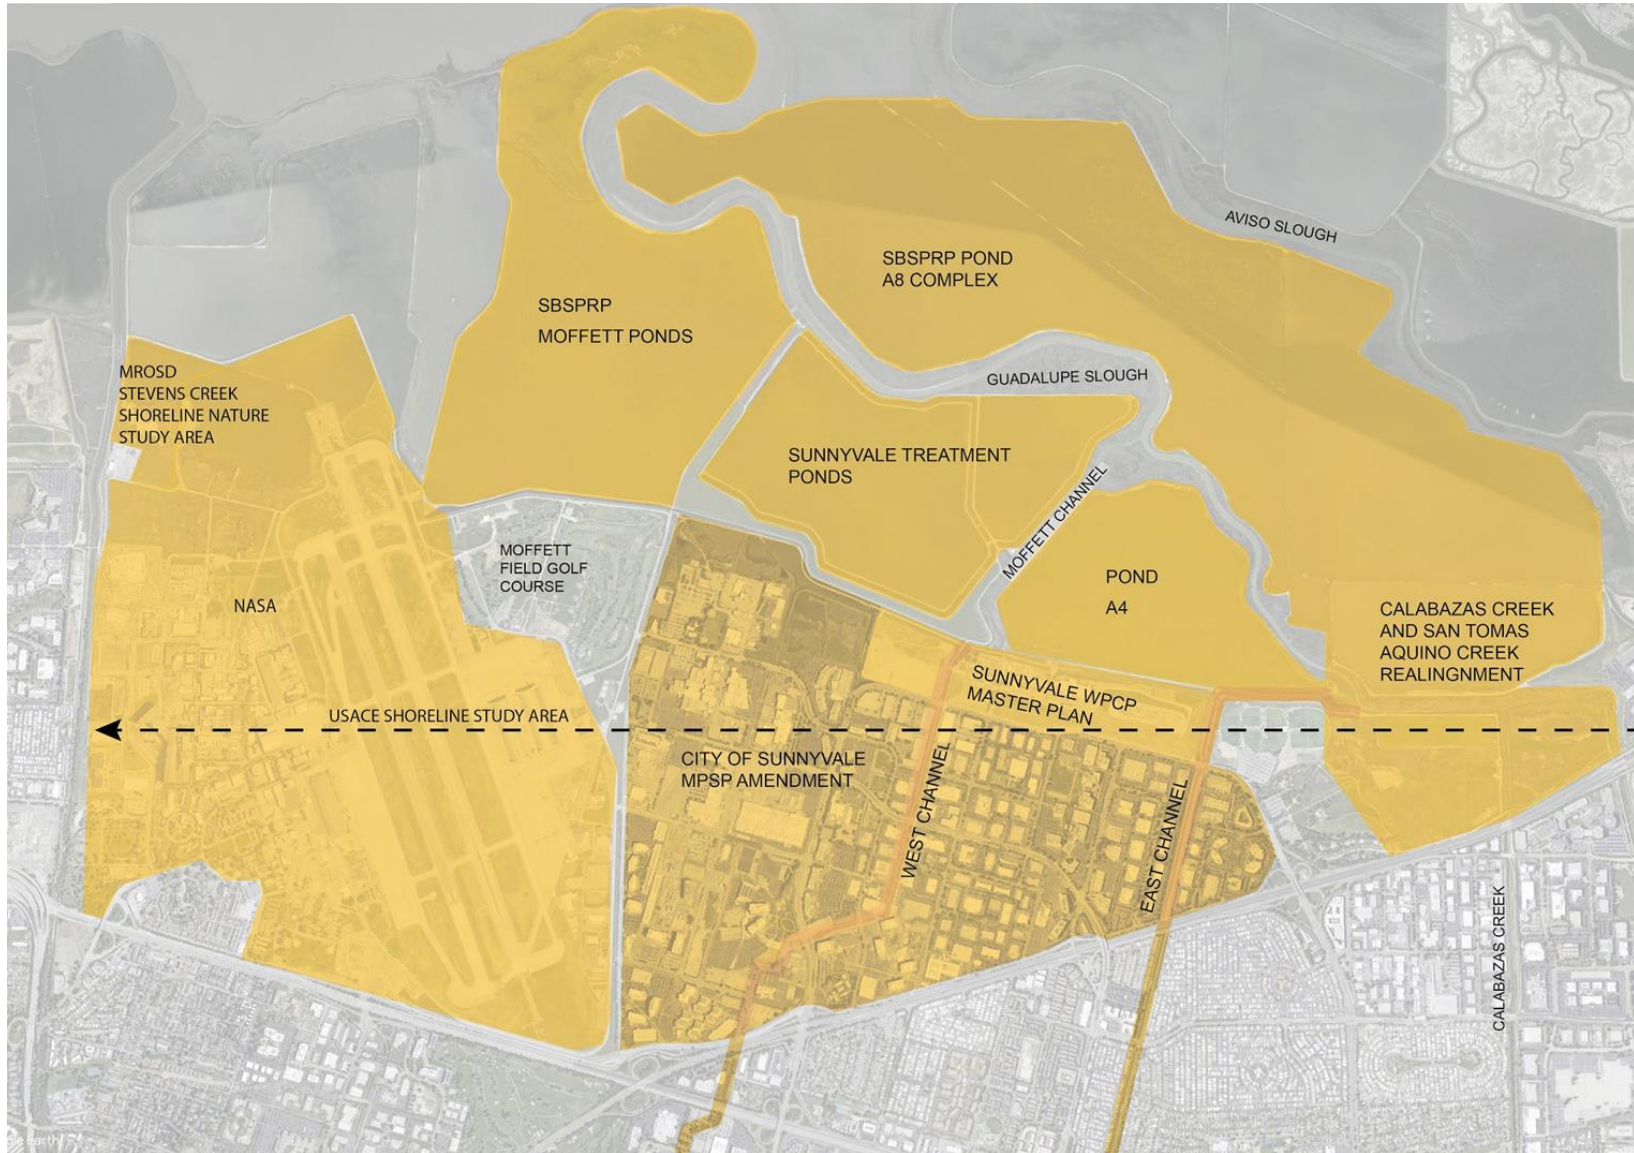 AVISO SLOUGH
SBSPRP POND
A8 COMPLEX
SBSPRP
MOFFETT PONDS
MROSD
STEVENS CREEK
SHORELINE NATURE
STUDY AREA
GUADALUPE SLOUGH
SUNNYVALE TREATMENT
PONDS
MOFFETT CHANNEL
MOFFETT
FIELD GOLF
COURSE
POND
A4
NASA
CALABAZAS CREEK
AND SAN TOMAS
AQUINO CREEK
REALINGNMENT
SUNNYVALE WPCP
MASTER PLAN
USACE SHORELINE STUDY AREA
CITY OF SUNNYVALE
MPSP AMENDMENT
WEST CHANNEL
EAST CHANNEL
CALABAZAS CREEK
le Earth